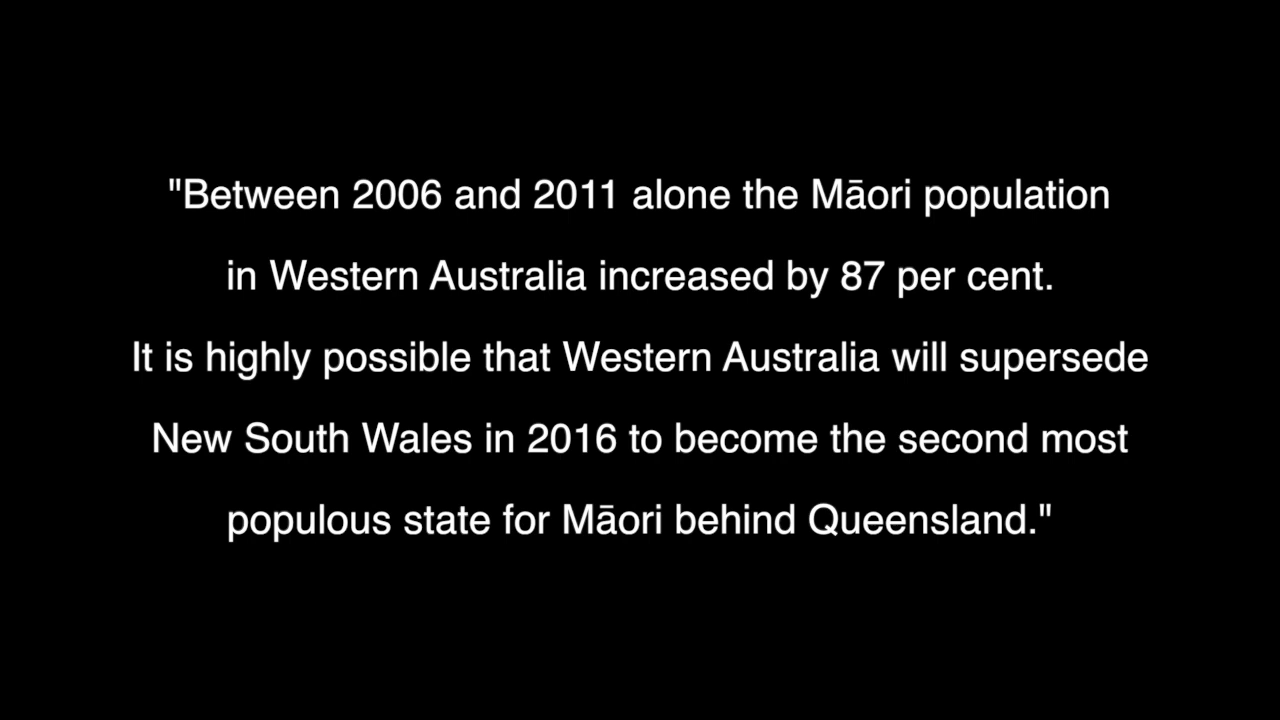 "Between 2006 and 2011 alone the Māori population
in Western Australia increased by 87 per cent.
It is highly possible that Western Australia will supersede
New South Wales in 2016 to become the second most
populous state for Māori behind Queensland."